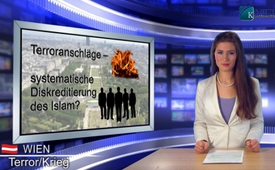 Terroranschläge –
systematische
Diskreditierung
des Islam?
WIEN
Terror/Krieg